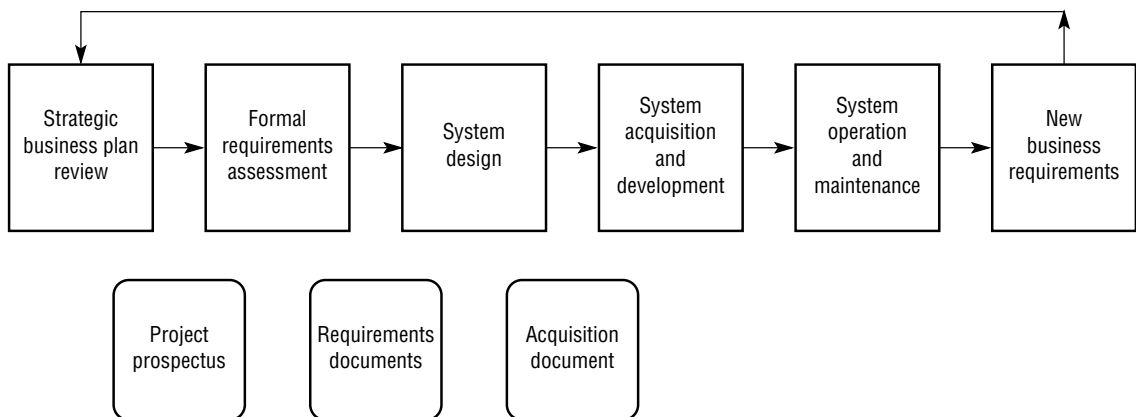 Strategic
business plan
review
Formal
requirements
assessment
System
design
System
acquisition
and
development
System
operation
and
maintenance
New
business
requirements
Project
prospectus
Requirements
documents
Acquisition
document